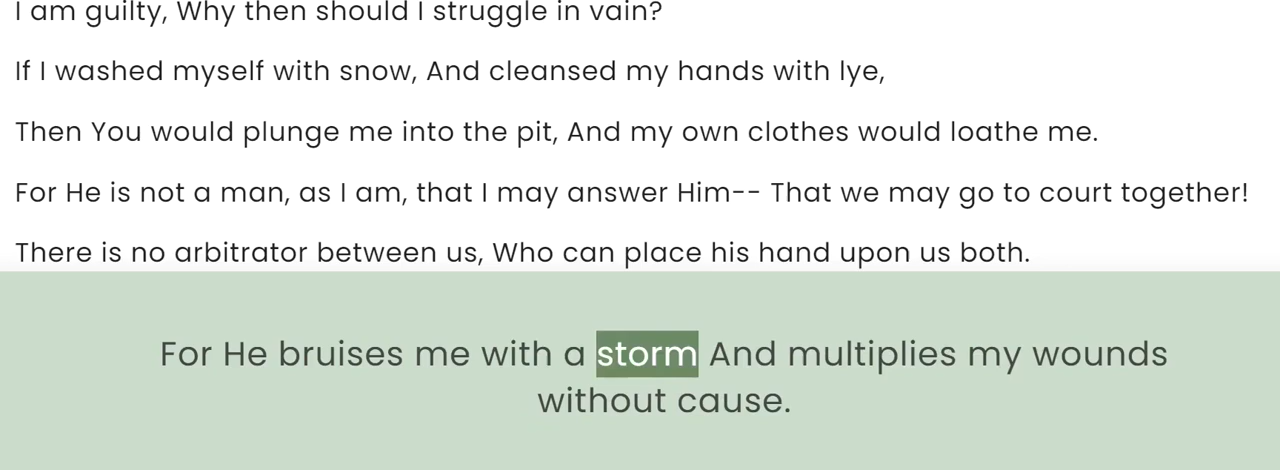 I am guilty, Why then should I struggle in vain?
If I washed myself with snow, And cleansed my hands with lye,
Then You would plunge me into the pit, And my own clothes would loathe me.
For He is not a man, as I am, that I may answer Him-- That we may go to court together!
There is no arbitrator between us, Who can place his hand upon us both.
For He bruises me with a storm And multiplies my wounds
without cause.